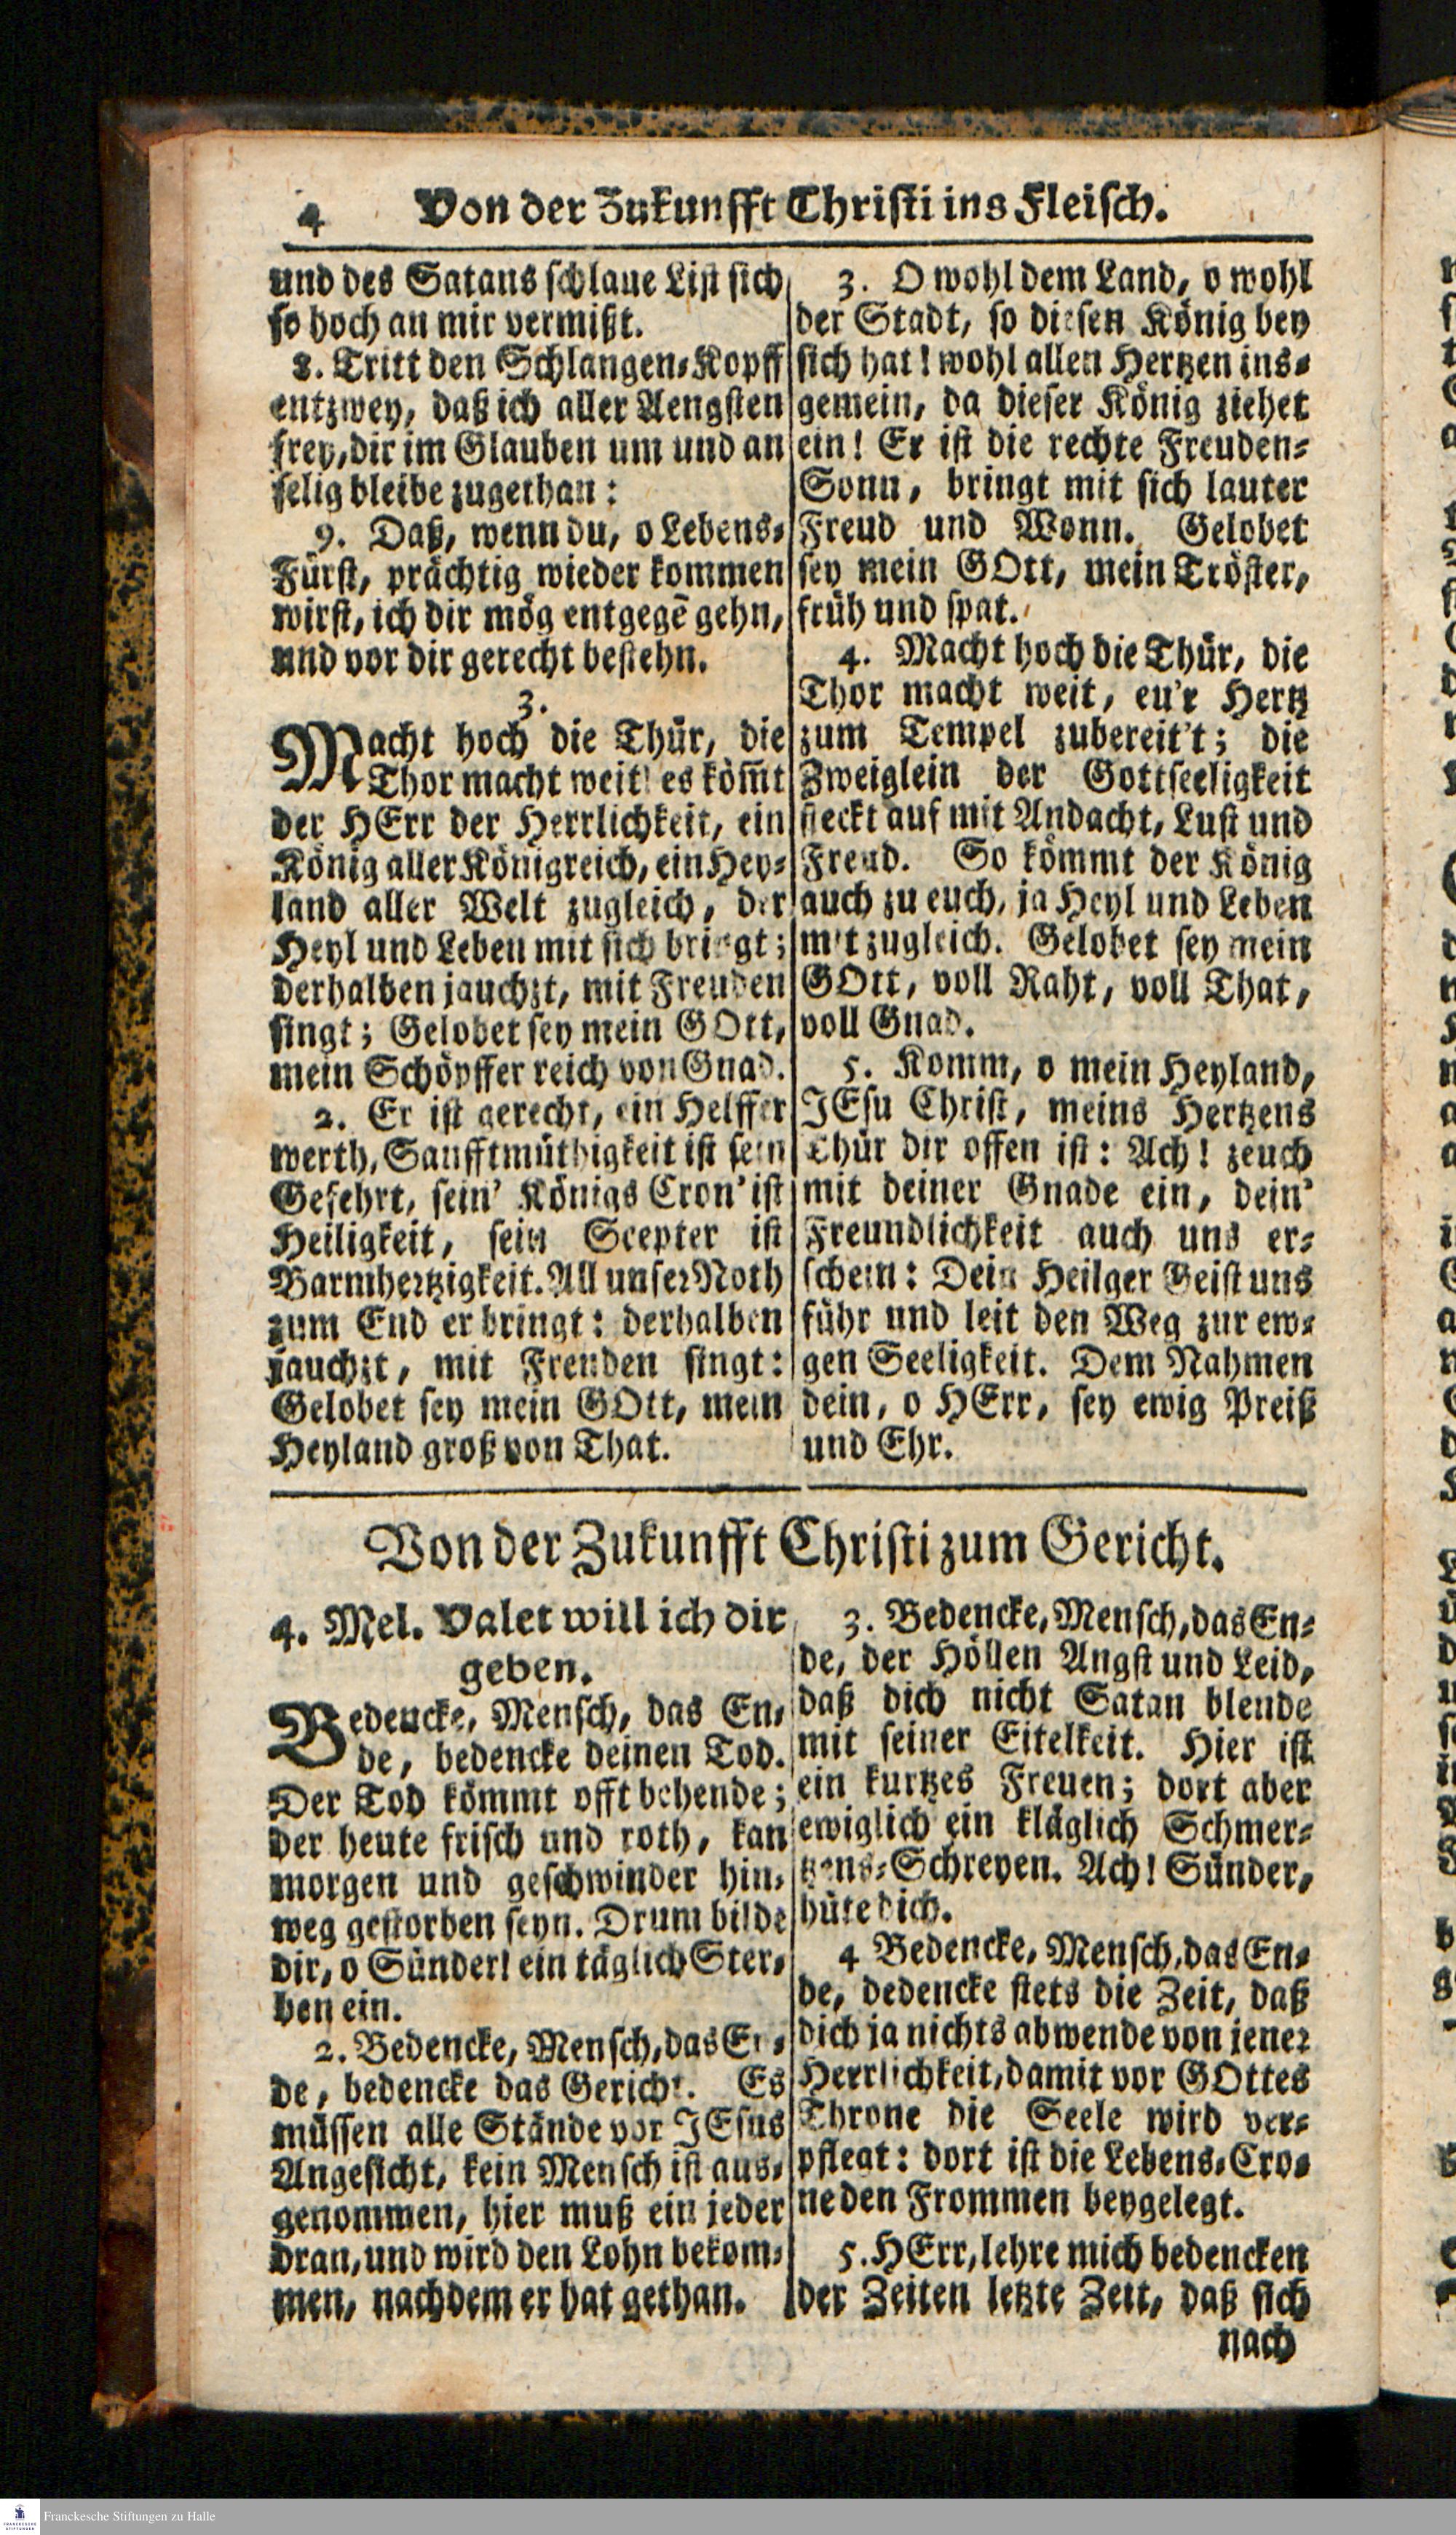 4 Von der Zukunfft Christi ins Fleisch.
und des Satans schlaue List sich
so hoch an mir vermißt.
8. Tritt den Schlangen-Kopff
entzwey, daß ich aller Aengsten
frey, dir im Glauben um und an
selig bleibe zugethan:
9. Daß, wenn du, o Lebens-
Fürst, prächtig wieder kommen
wirst, ich dir mög entgegē gehn,
und vor dir gerecht bestehn.
3.
Macht hoch die Thür, die
Thor macht weit! es kömt
der HErr der Herrlichkeit, ein
König aller Königreich, ein Hey-
land aller Welt zugleich, der
Heyl und Leben mit sich bringt;
derhalben jauchzt, mit Freuden
singt; Gelobet sey mein GOtt,
mein Schöpffer reich von Gnad.
2. Er ist gerecht, ein Helffer
werth, Sanfftmüthigkeit ist sein
Gefehrt, sein' Königs Cron' ist
Heiligkeit, sein Scepter ist
Barmhertzigkeit. All unser Noth
zum End er bringt: derhalben
jauchzt, mit Freuden singt:
Gelobet sey mein GOtt, mein
Heyland groß von That.
3. O wohl dem Land, o wohl
der Stadt, so diesen König bey
sich hat! wohl allen Hertzen ins-
gemein, da dieser König ziehet
ein! Er ist die rechte Freuden-
Sonn, bringt mit sich lauter
Freud und Wonn. Gelobet
sey mein GOtt, mein Tröster,
früh und spat.
4. Macht hoch die Thür, die
Thor macht weit, eu'r Hertz
zum Tempel zubereit't; die
Zweiglein der Gottseeligkeit
steckt auf mit Andacht, Lust und
Freud. So kömmt der König
auch zu euch, ja Heyl und Leben
mit zugleich. Gelobet sey mein
GOtt, voll Raht, voll That,
voll Gnad.
5. Komm, o mein Heyland,
JEsu Christ, meins Hertzens
Thür dir offen ist: Ach! zeuch
mit deiner Gnade ein, dein'
Freundlichkeit auch uns er-
schein: Dein Heilger Geist uns
führ und leit den Weg zur ew-
gen Seeligkeit. Dem Nahmen
dein, o HErr, sey ewig Preiß
und Ehr.
Von der Zukunfft Christi zum Gericht.
4. Mel. Valet will ich dir
geben.
Bedencke, Mensch, das En-
de, bedencke deinen Tod.
Der Tod kömmt offt behende;
der heute frisch und roth, kan
morgen und geschwinder hin-
weg gestorben seyn. Drum bilde
dir, o Sünder! ein täglich Ster-
ben ein.
2. Bedencke, Mensch, das En-
de, bedencke das Gericht. Es
müssen alle Stände vor JEsus
Angesicht, kein Mensch ist aus-
genommen, hier muß ein jeder
dran, und wird den Lohn bekom-
men, nachdem er hat gethan.
3. Bedencke, Mensch, das En-
de, der Höllen Angst und Leid,
daß dich nicht Satan blende
mit seiner Eitelkeit. Hier ist
ein kurtzes Freuen; dort aber
ewiglich ein kläglich Schmer-
tzens-Schreyen. Ach! Sünder,
hüte dich.
4 Bedencke, Mensch, das En-
de, dedencke stets die Zeit, daß
dich ja nichts abwende von jener
Herrlichkeit, damit vor GOttes
Throne die Seele wird ver-
pflegt: dort ist die Lebens-Cro-
ne den Frommen beygelegt.
5. HErr, lehre mich bedencken
der Zeiten letzte Zeit, daß sich
nach
Franckesche Stiftungen zu Halle